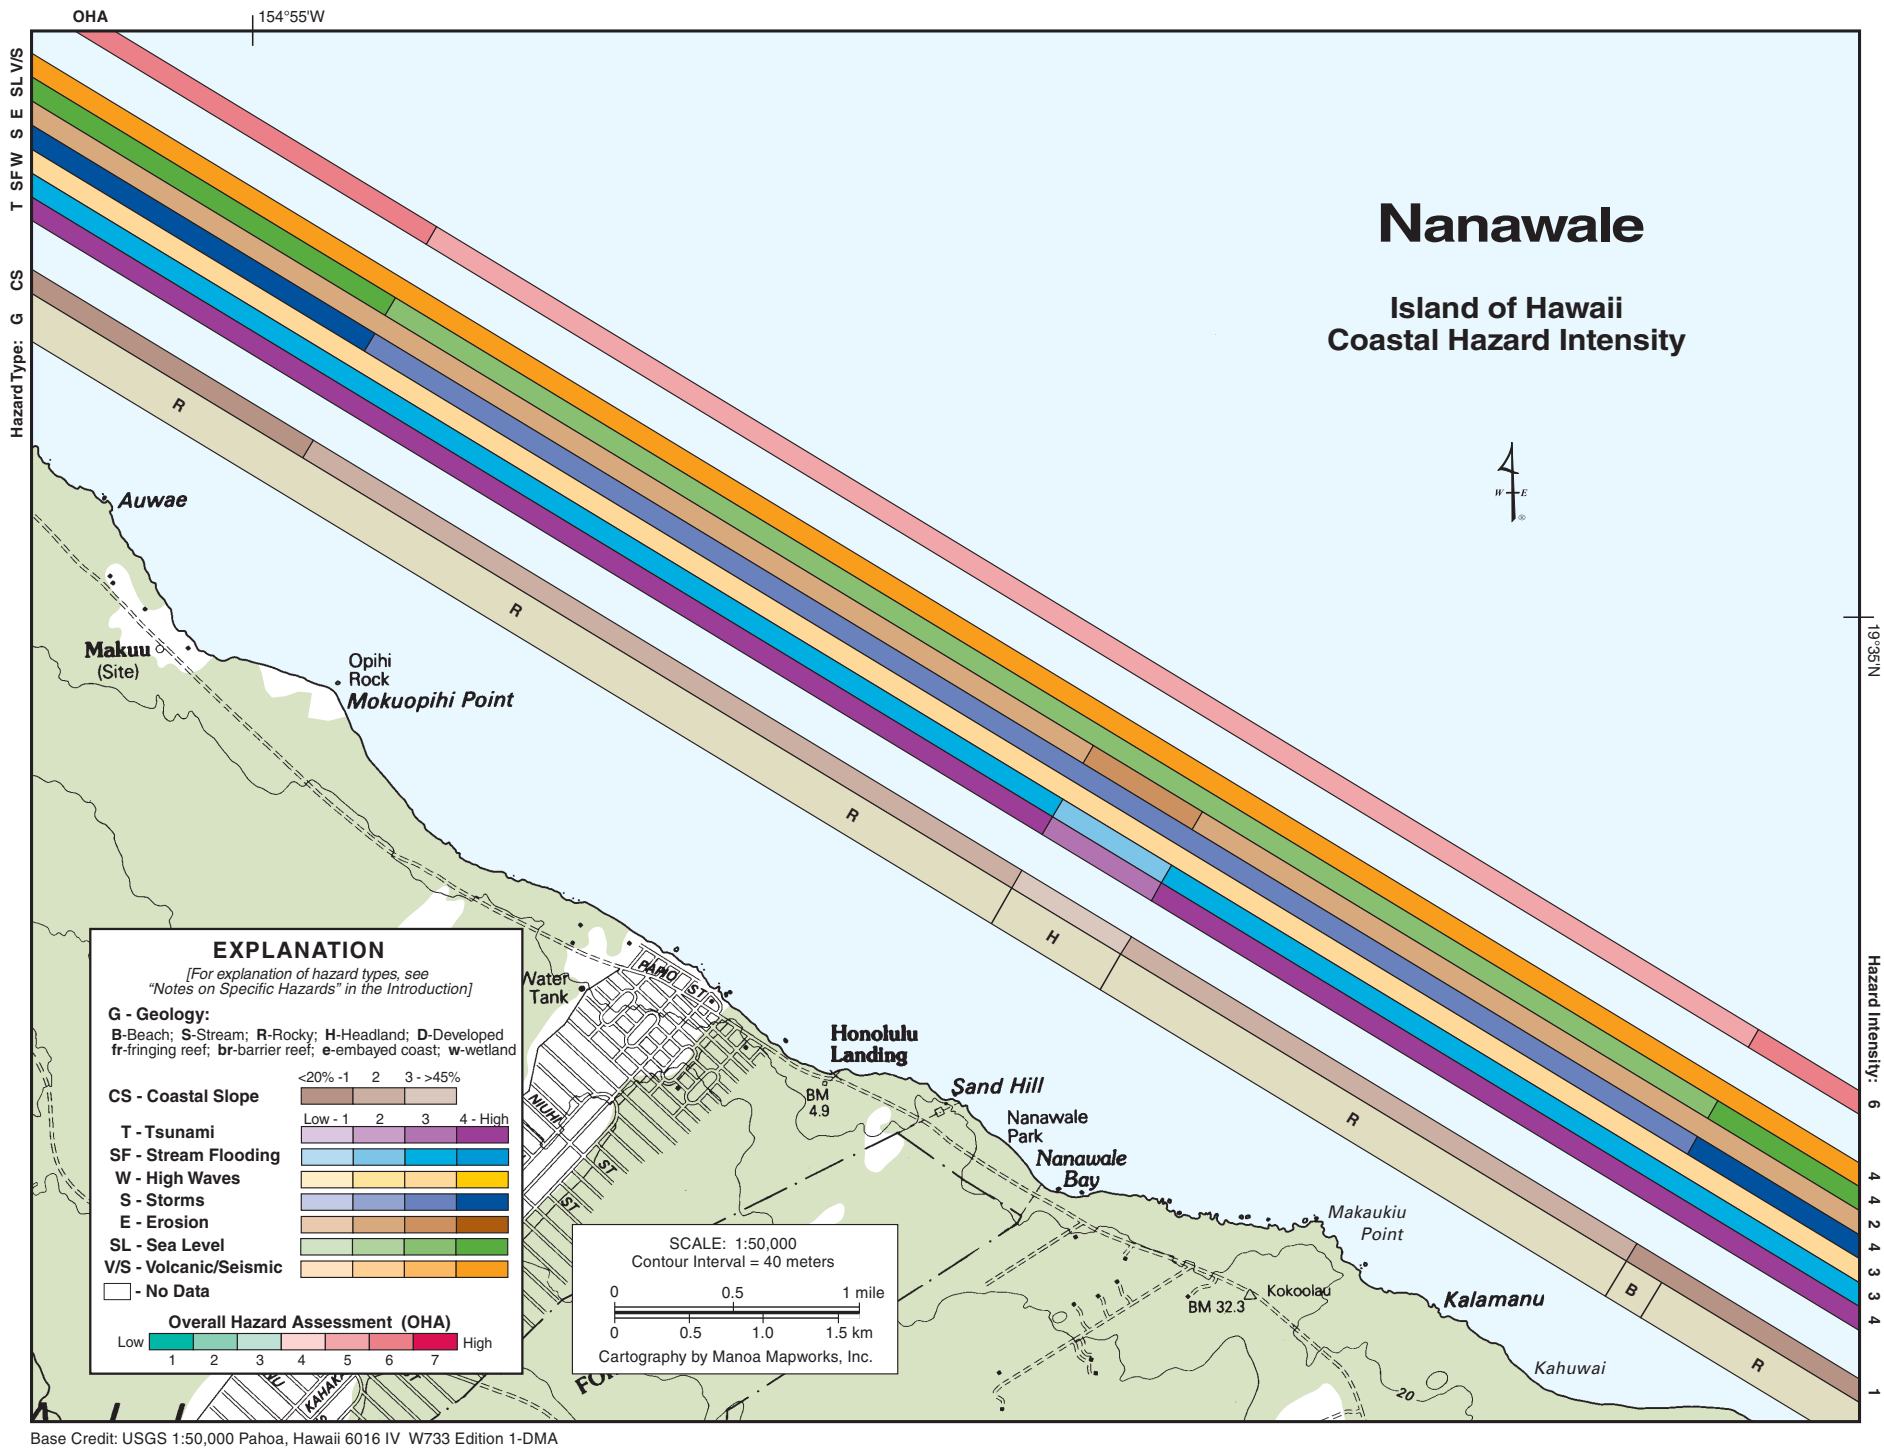 OHA
154°55'W
V/S
SL
E
S
W
SF
T
CS
G
Hazard Type:
Nanawale
Island of Hawaii
Coastal Hazard Intensity
W E
R
Auwae
Makuu
(Site)
Opihi
Rock
Mokuopihi Point
R
19°35'N
R
H
R
B
R
Hazard Intensity:
6
4
4
2
4
3
3
4
1
Water
Tank
PAPIO
ST
NIUHI
ST
ST
Honolulu
Landing
BM
4.9
Sand Hill
Nanawale
Park
Nanawale
Bay
Makaukiu
Point
Kokoolau
BM 32.3
Kalamanu
Kahuwai
20
KAHAKA
EXPLANATION
[For explanation of hazard types, see
“Notes on Specific Hazards” in the Introduction]
G - Geology:
B-Beach; S-Stream; R-Rocky; H-Headland; D-Developed
fr-fringing reef; br-barrier reef; e-embayed coast; w-wetland
<20% -1 2 3 - >45%
CS - Coastal Slope
Low - 1 2 3 4 - High
T - Tsunami
SF - Stream Flooding
W - High Waves
S - Storms
E - Erosion
SL - Sea Level
V/S - Volcanic/Seismic
- No Data
Overall Hazard Assessment (OHA)
Low High
1 2 3 4 5 6 7
SCALE: 1:50,000
Contour Interval = 40 meters
0 0.5 1 mile
0 0.5 1.0 1.5 km
Cartography by Manoa Mapworks, Inc.
Base Credit: USGS 1:50,000 Pahoa, Hawaii 6016 IV W733 Edition 1-DMA